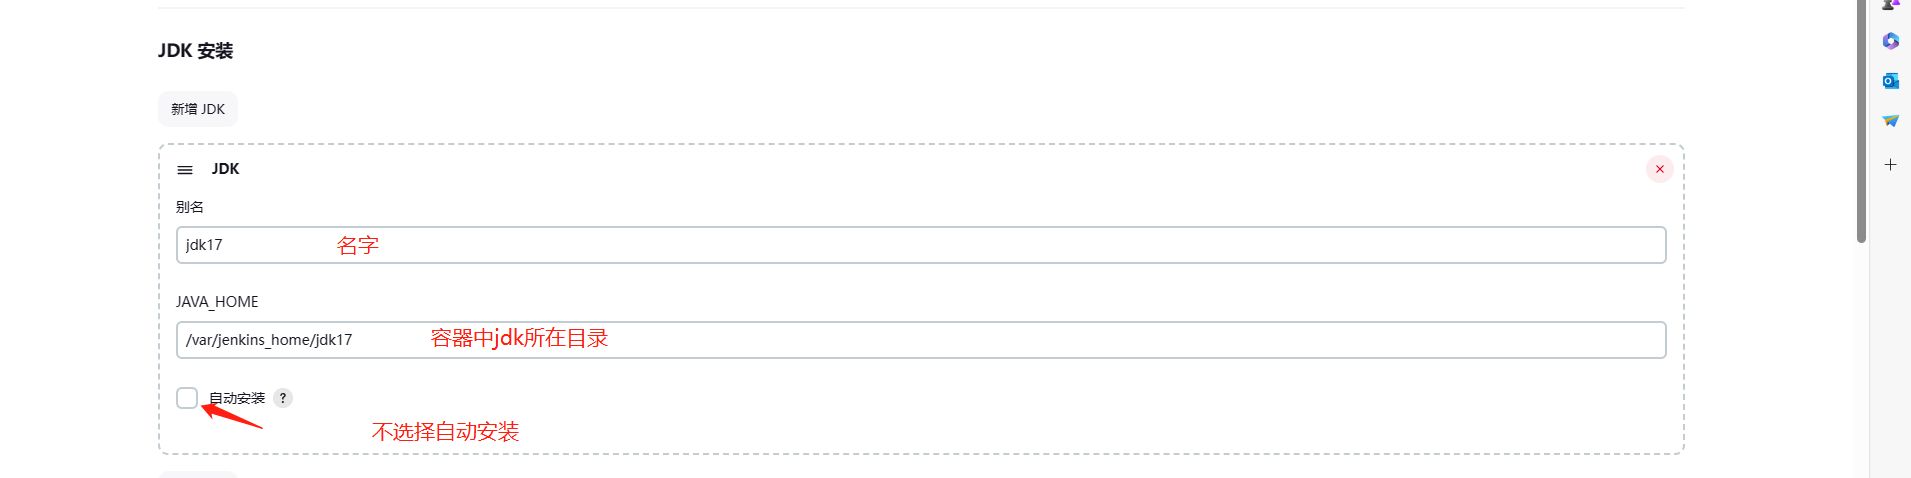 JDK 安装
新增 JDK
JDK
别名
jdk17 名字
JAVA_HOME
/var/jenkins_home/jdk17 容器中jdk所在目录
自动安装 ?
不选择自动安装